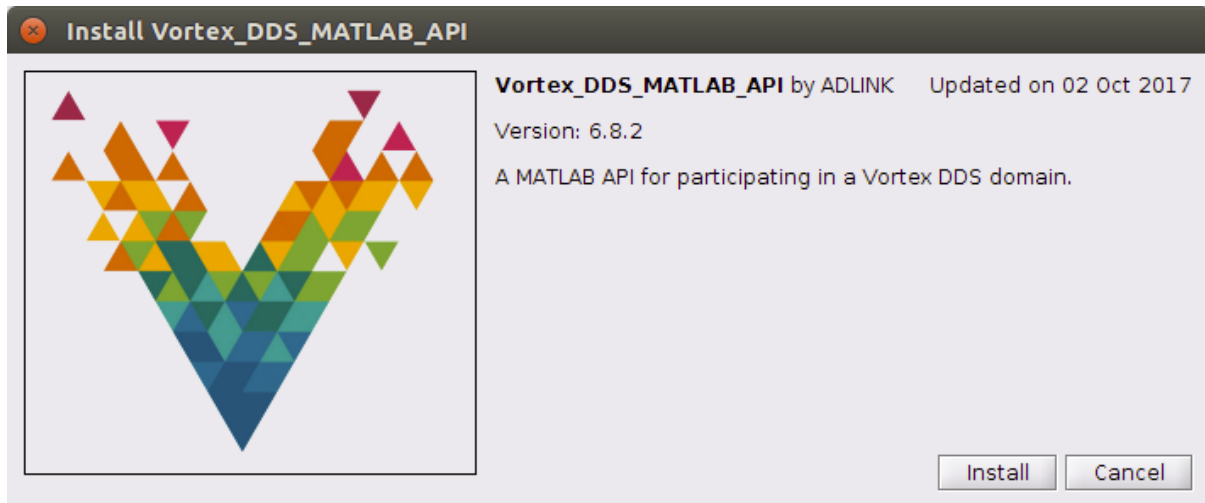 Install Vortex_DDS_MATLAB_API
Vortex_DDS_MATLAB_API by ADLINK Updated on 02 Oct 2017
Version: 6.8.2
A MATLAB API for participating in a Vortex DDS domain.
Install Cancel